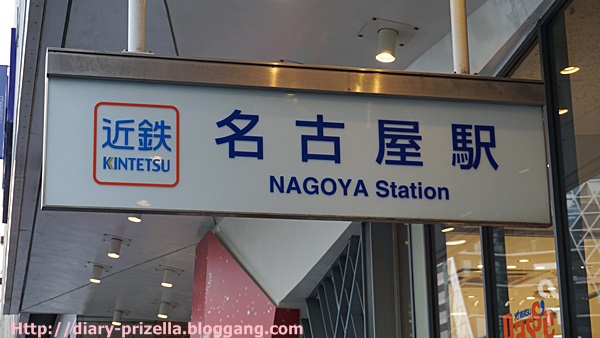 近鉄
KINTETSU
名古屋駅
NAGOYA Station
Http://diary-prizella.bloggang.com